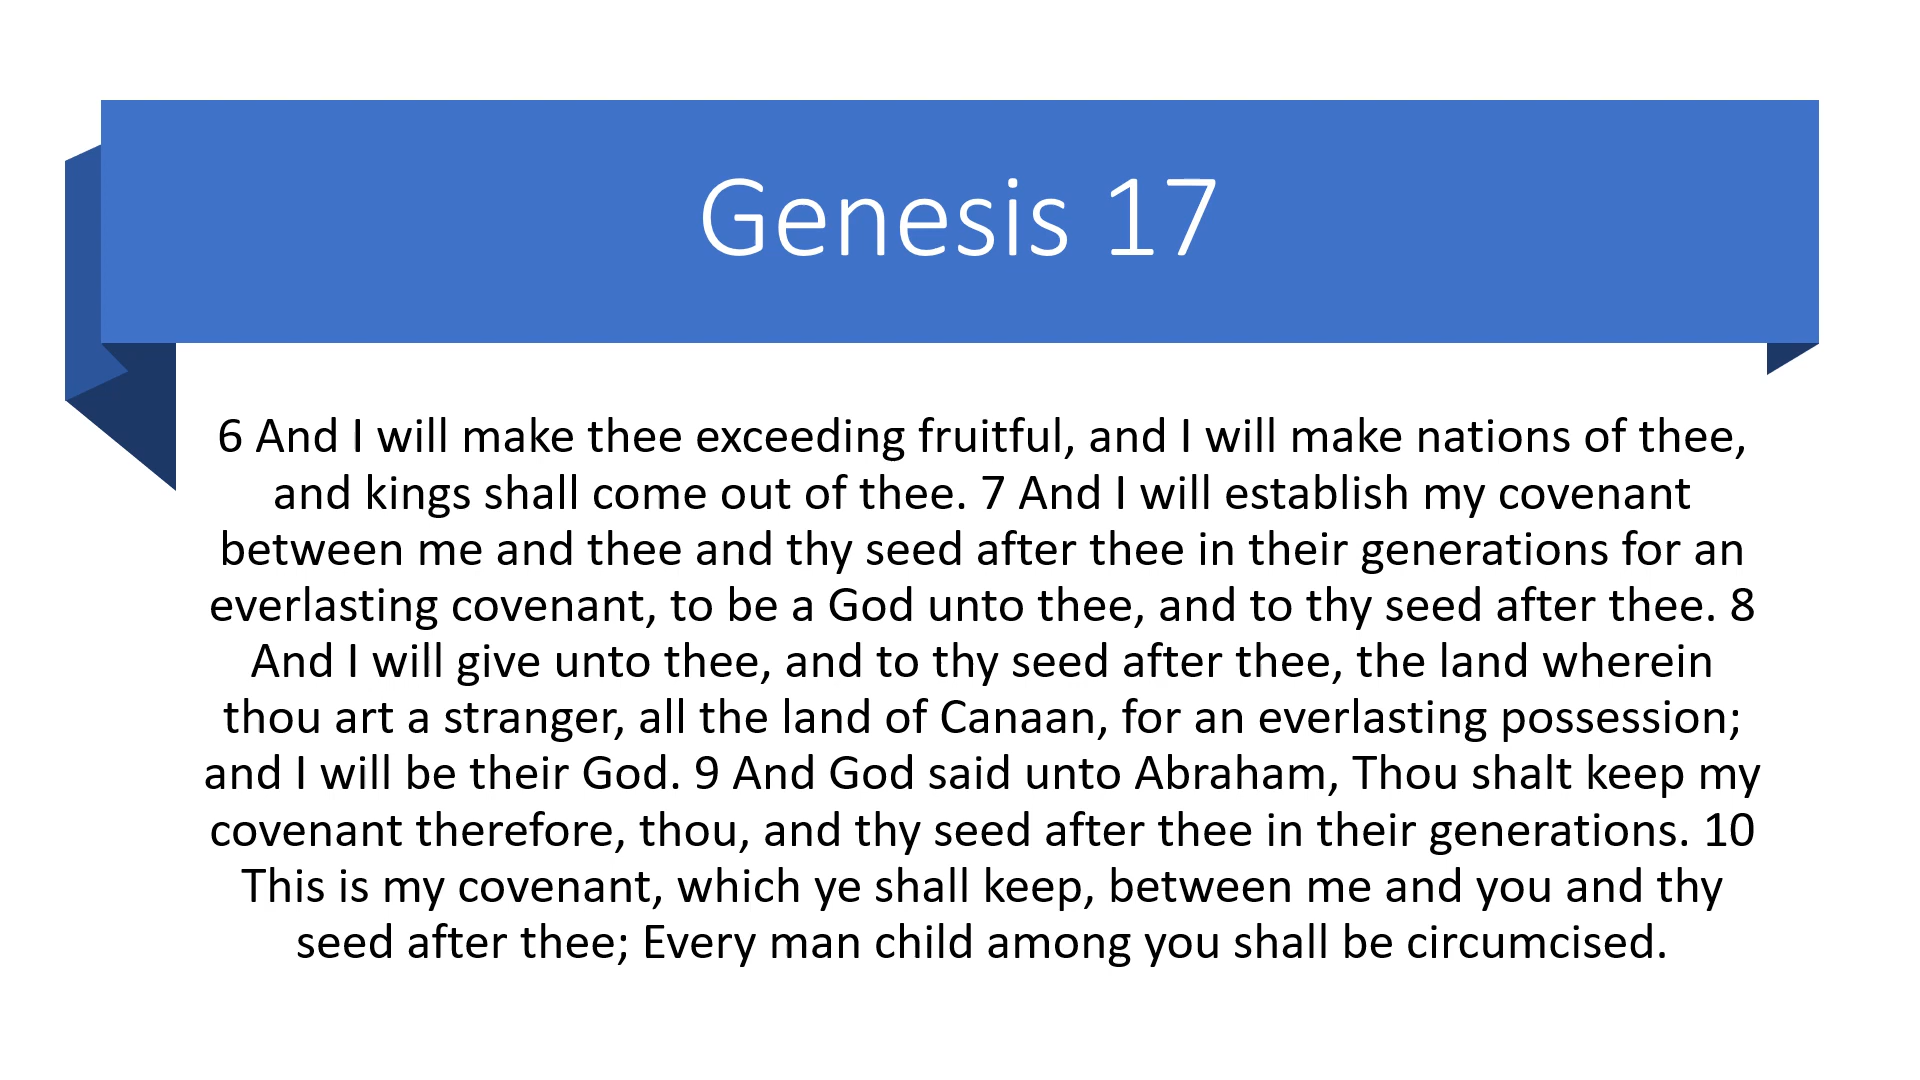 Genesis 17
6 And I will make thee exceeding fruitful, and I will make nations of thee,
and kings shall come out of thee. 7 And I will establish my covenant
between me and thee and thy seed after thee in their generations for an
everlasting covenant, to be a God unto thee, and to thy seed after thee. 8
And I will give unto thee, and to thy seed after thee, the land wherein
thou art a stranger, all the land of Canaan, for an everlasting possession;
and I will be their God. 9 And God said unto Abraham, Thou shalt keep my
covenant therefore, thou, and thy seed after thee in their generations. 10
This is my covenant, which ye shall keep, between me and you and thy
seed after thee; Every man child among you shall be circumcised.